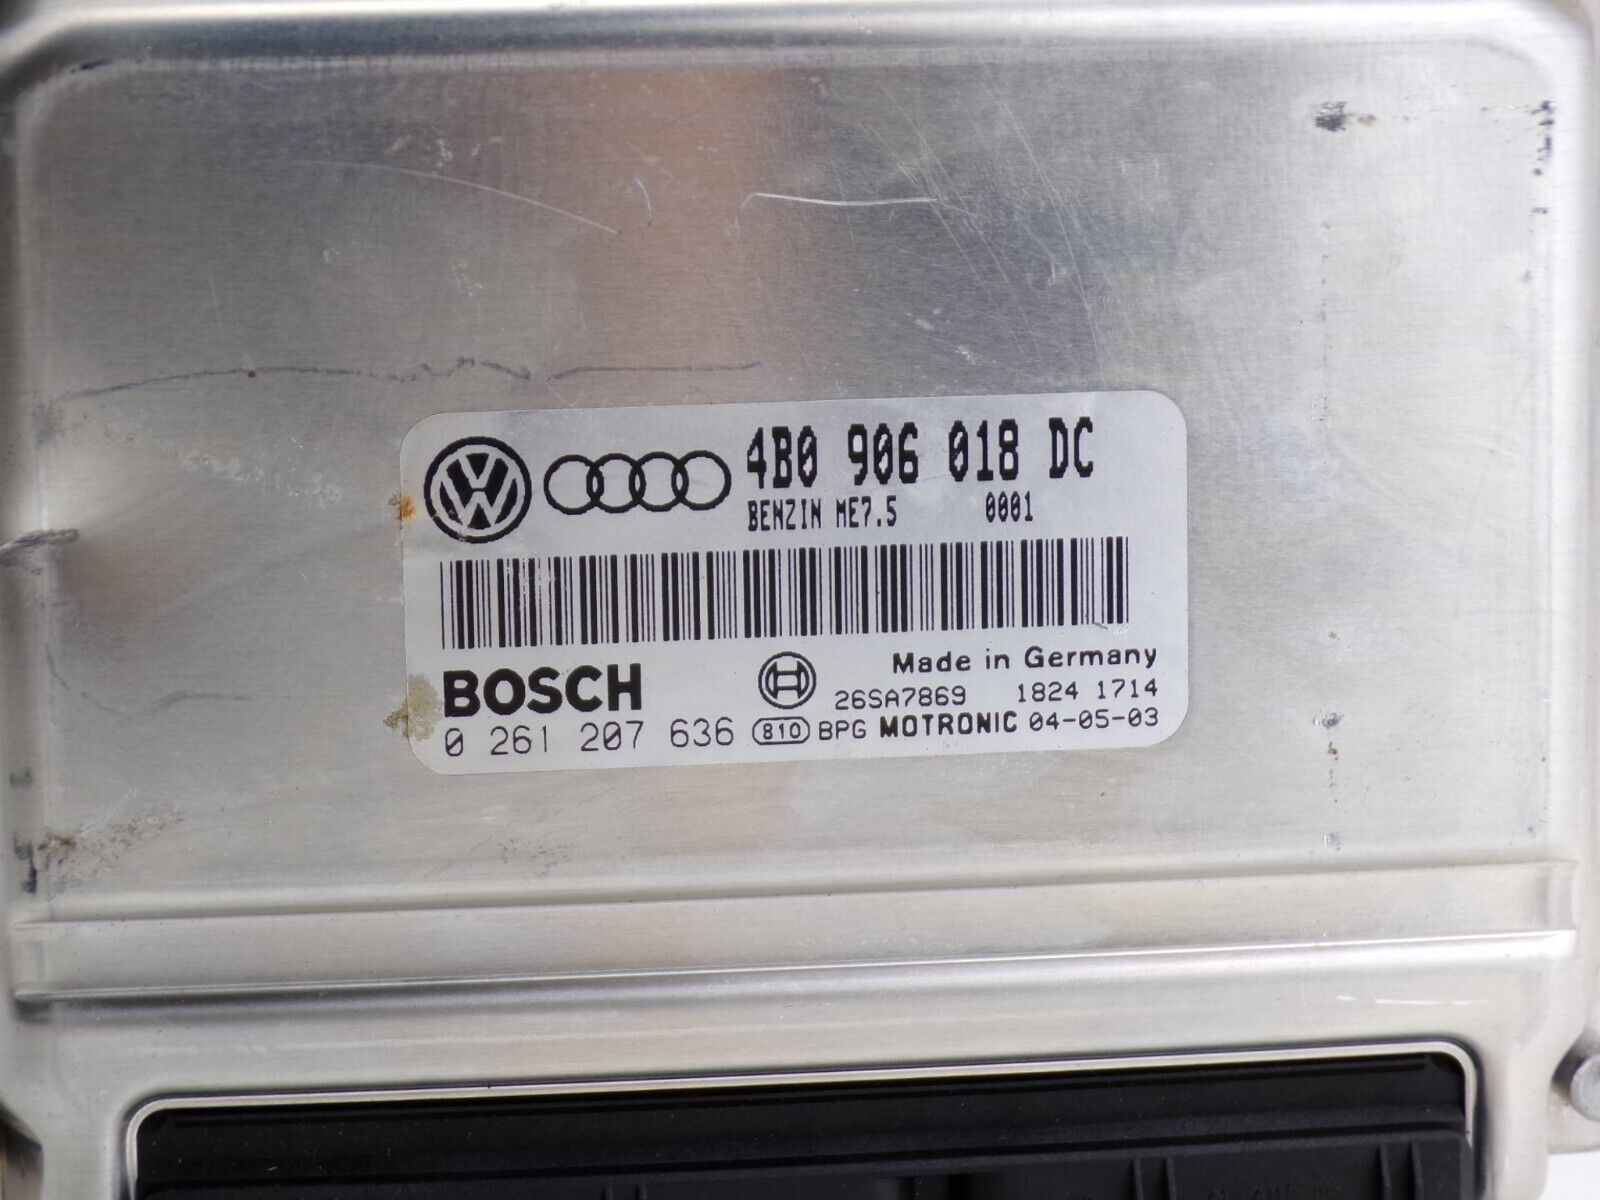 4B0 906 018 DC
BENZIN ME7.5 0001
BOSCH
Made in Germany
26SA7869 1824 1714
0 261 207 636 810 BPG MOTRONIC 04-05-03